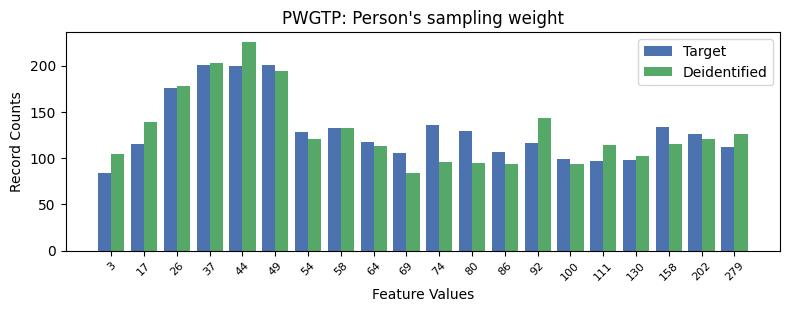 PWGTP: Person's sampling weight
Target
Deidentified
Record Counts
200
150
100
50
0
3 17 26 37 44 49 54 58 64 69 74 80 86 92 100 111 130 158 202 279
Feature Values